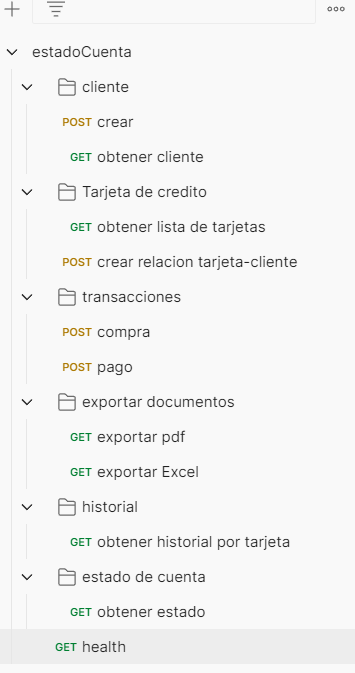 estadoCuenta
cliente
POST crear
GET obtener cliente
Tarjeta de credito
GET obtener lista de tarjetas
POST crear relacion tarjeta-cliente
transacciones
POST compra
POST pago
exportar documentos
GET exportar pdf
GET exportar Excel
historial
GET obtener historial por tarjeta
estado de cuenta
GET obtener estado
GET health